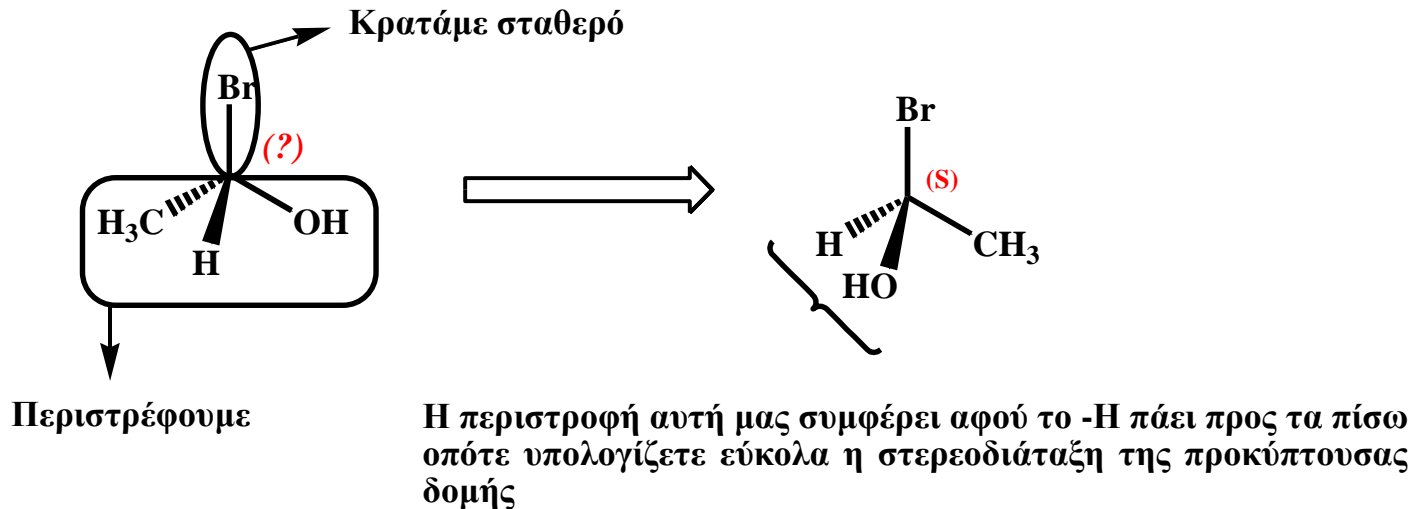 Κρατάμε σταθερό
Br
(?)
H₃C
OH
H
Br
(S)
H
CH₃
HO
Περιστρέφουμε
Η περιστροφή αυτή μας συμφέρει αφού το -Η πάει προς τα πίσω
οπότε υπολογίζετε εύκολα η στερεοδιάταξη της προκύπτουσας
δομής